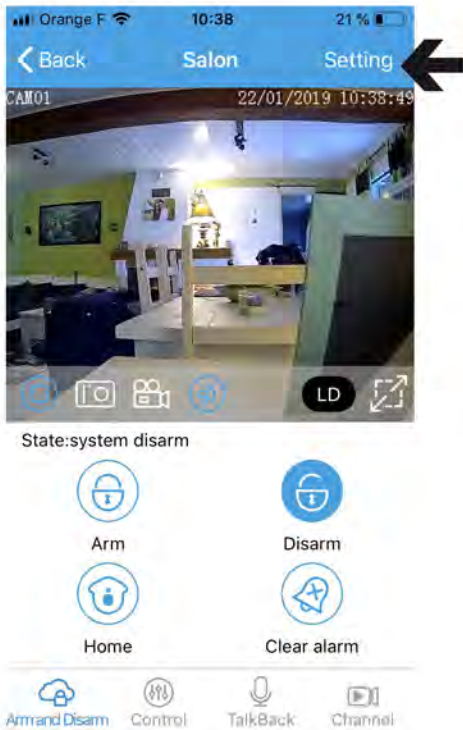 Orange F 10:38 21 %
Back Salon Setting
CAM01 22/01/2019 10:38:49
LD
State:system disarm
Arm Disarm
Home Clear alarm
Arm and Disarm Control TalkBack Channel